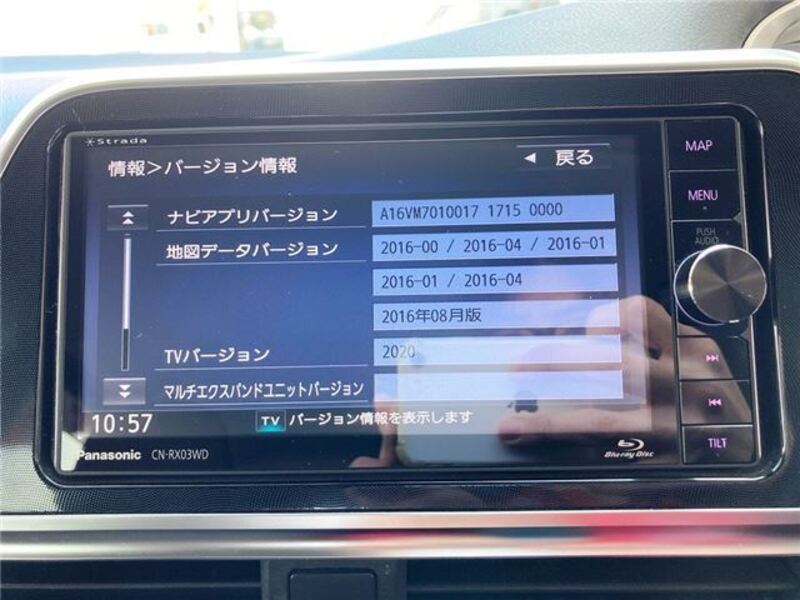 Strada
情報>バージョン情報
戻る
ナビアプリバージョン
A16VM7010017 1715 0000
地図データバージョン
2016-00 / 2016-04 / 2016-01
2016-01 / 2016-04
2016年08月版
TVバージョン
2020
マルチエクスパンドユニットバージョン
10:57
TV バージョン情報を表示します
Panasonic CN-RX03WD
Blu-ray Disc
MAP
MENU
PUSH
AUDIO
TILT